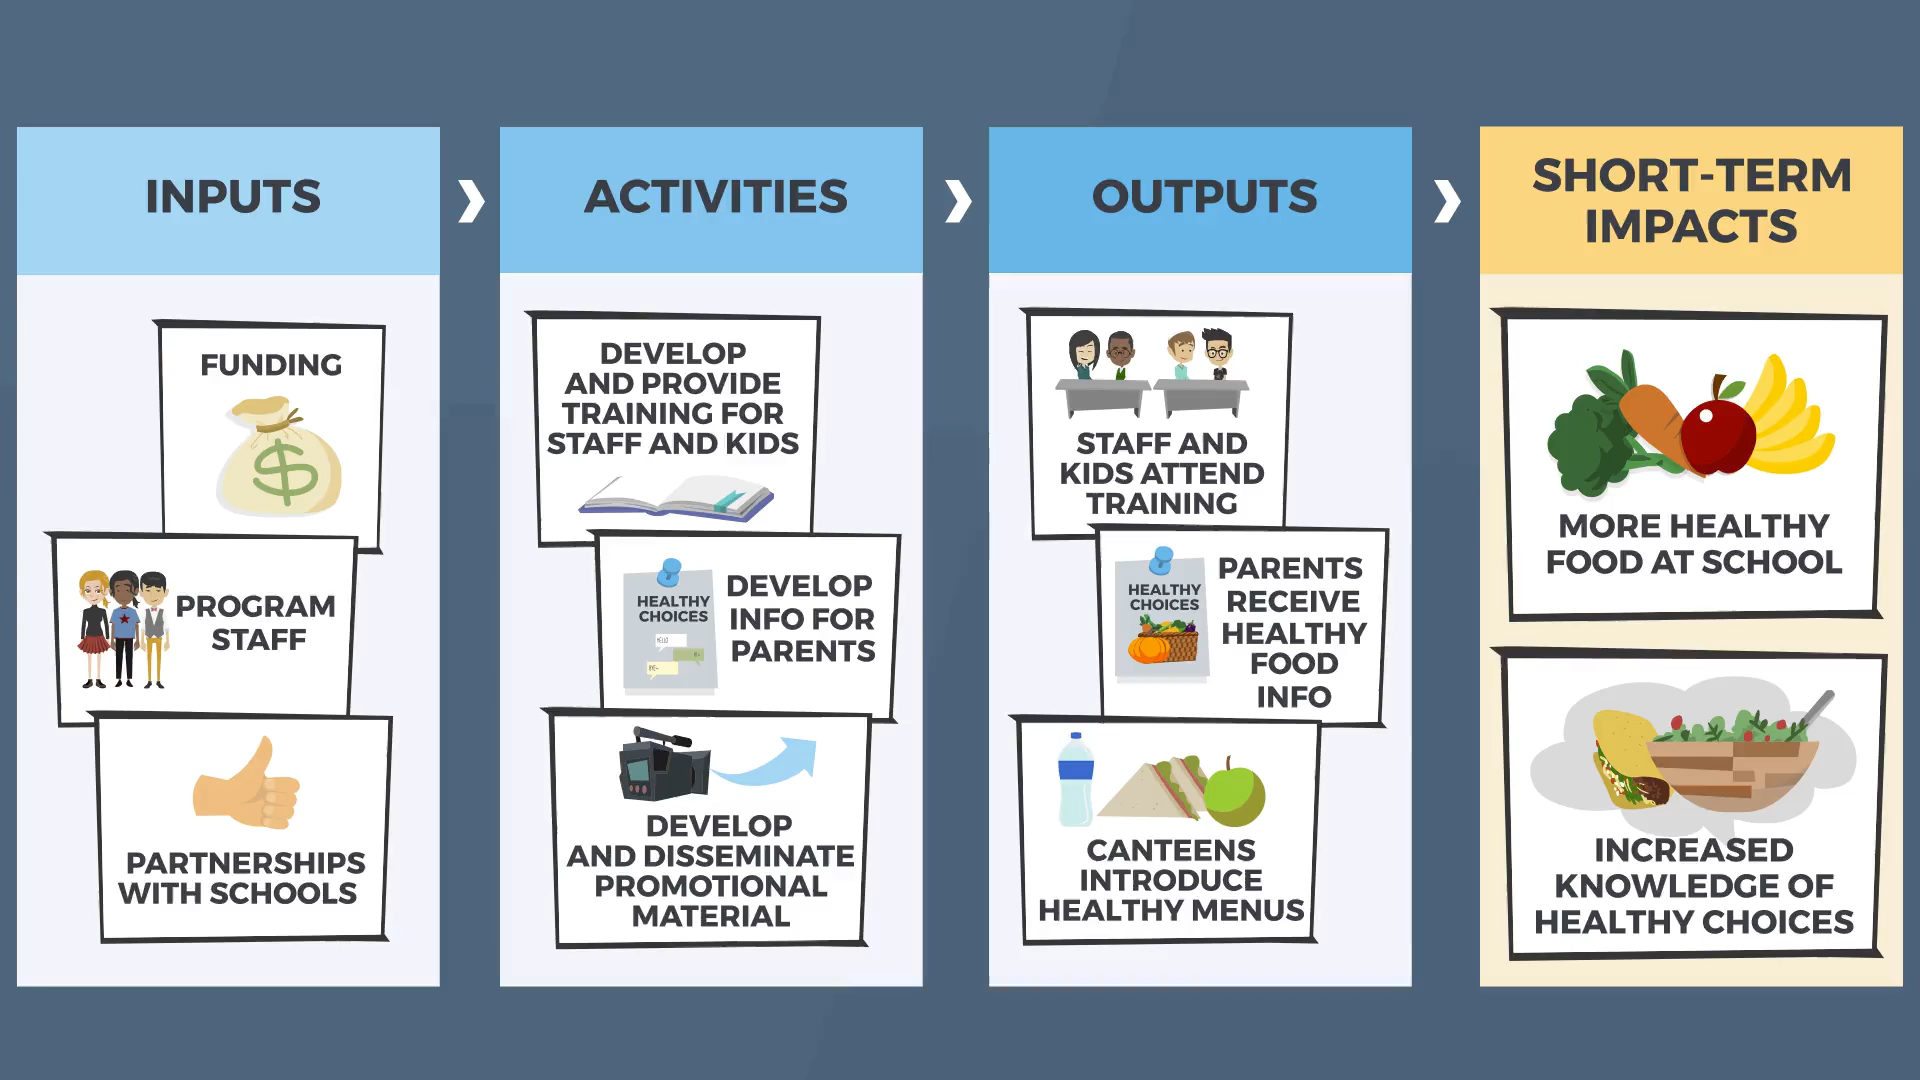 INPUTS
FUNDING
$
PROGRAM
STAFF
PARTNERSHIPS
WITH SCHOOLS
ACTIVITIES
DEVELOP
AND PROVIDE
TRAINING FOR
STAFF AND KIDS
HEALTHY
CHOICES
HELLO
HI~
BYE~
DEVELOP
INFO FOR
PARENTS
DEVELOP
AND DISSEMINATE
PROMOTIONAL
MATERIAL
OUTPUTS
STAFF AND
KIDS ATTEND
TRAINING
HEALTHY
CHOICES
PARENTS
RECEIVE
HEALTHY
FOOD
INFO
CANTEENS
INTRODUCE
HEALTHY MENUS
SHORT-TERM
IMPACTS
MORE HEALTHY
FOOD AT SCHOOL
INCREASED
KNOWLEDGE OF
HEALTHY CHOICES